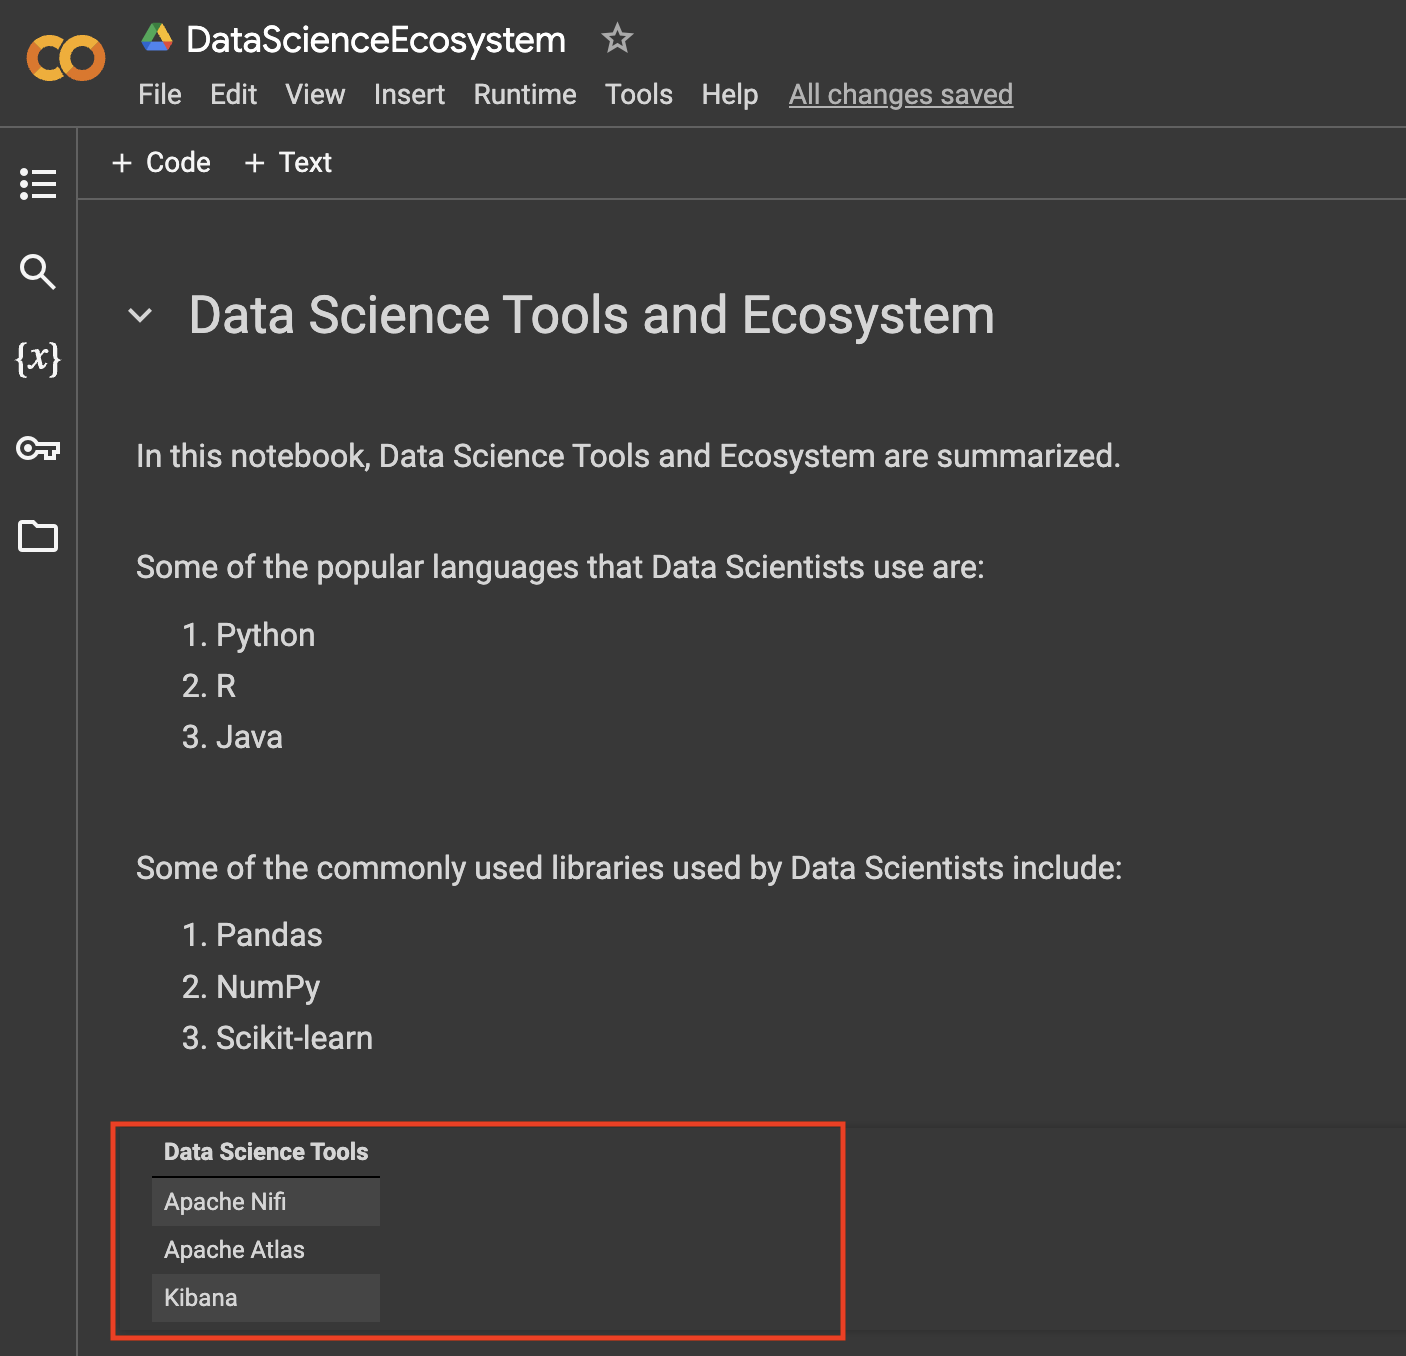 DataScienceEcosystem
File Edit View Insert Runtime Tools Help All changes saved
+ Code + Text
{x}
Data Science Tools and Ecosystem
In this notebook, Data Science Tools and Ecosystem are summarized.
Some of the popular languages that Data Scientists use are:
1. Python
2. R
3. Java
Some of the commonly used libraries used by Data Scientists include:
1. Pandas
2. NumPy
3. Scikit-learn
Data Science Tools
Apache Nifi
Apache Atlas
Kibana